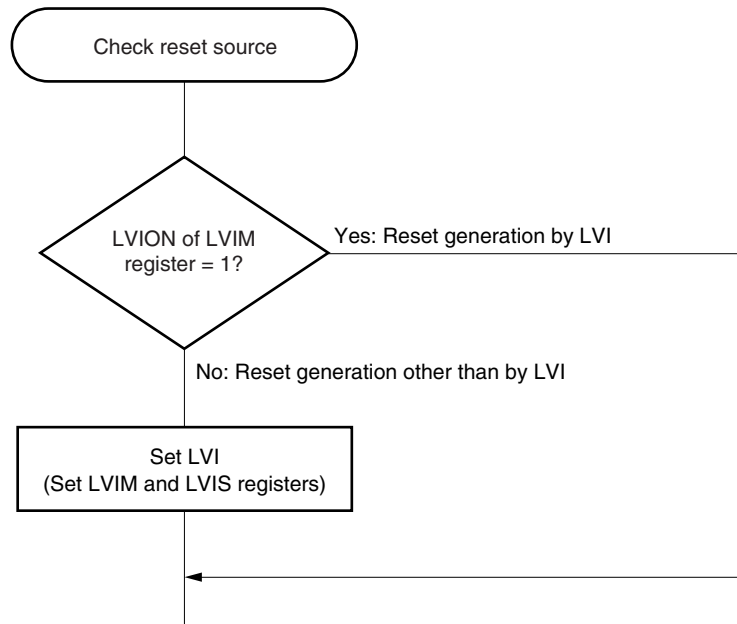 Check reset source
LVION of LVIM
register = 1?
Yes: Reset generation by LVI
No: Reset generation other than by LVI
Set LVI
(Set LVIM and LVIS registers)